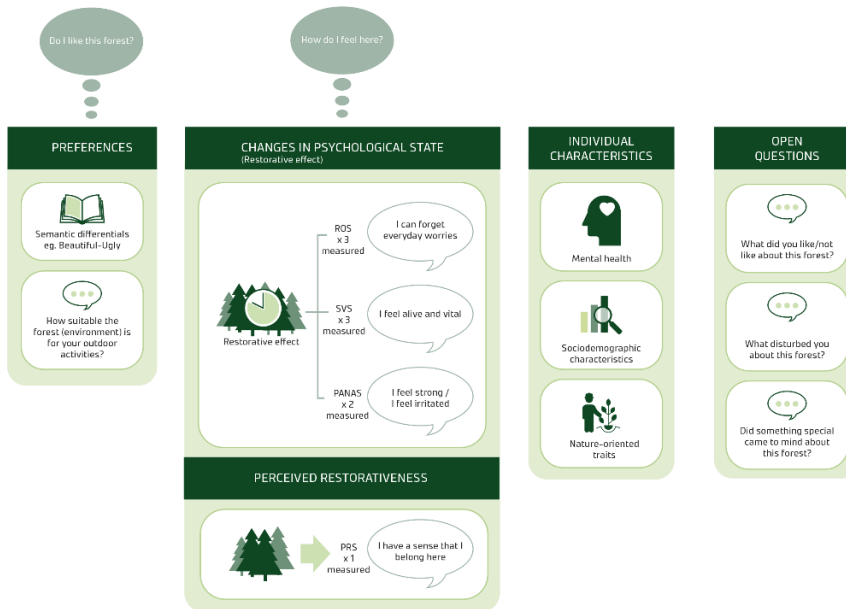 Do I like this forest?
How do I feel here?
PREFERENCES
Semantic differentials
eg. Beautiful-Ugly
How suitable the
forest (environment) is
for your outdoor
activities?
CHANGES IN PSYCHOLOGICAL STATE
(Restorative effect)
Restorative effect
ROS
x 3
measured
I can forget
everyday worries
SVS
x 3
measured
I feel alive and vital
PANAS
x 2
measured
I feel strong /
I feel irritated
PERCEIVED RESTORATIVENESS
PRS
x 1
measured
I have a sense that I
belong here
INDIVIDUAL
CHARACTERISTICS
Mental health
Sociodemographic
characteristics
Nature-oriented
traits
OPEN
QUESTIONS
What did you like/not
like about this forest?
What disturbed you
about this forest?
Did something special
came to mind about
this forest?